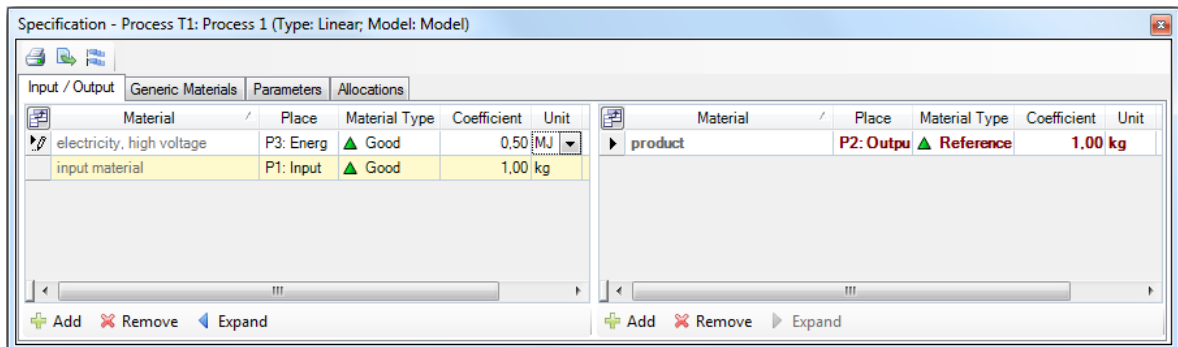 Specification - Process T1: Process 1 (Type: Linear; Model: Model)
Input / Output Generic Materials Parameters Allocations
Material Place Material Type Coefficient Unit Material Place Material Type Coefficient Unit
electricity, high voltage P3: Energ Good 0,50 MJ product P2: Outpu Reference 1,00 kg
input material P1: Input Good 1,00 kg
Add Remove Expand Add Remove Expand